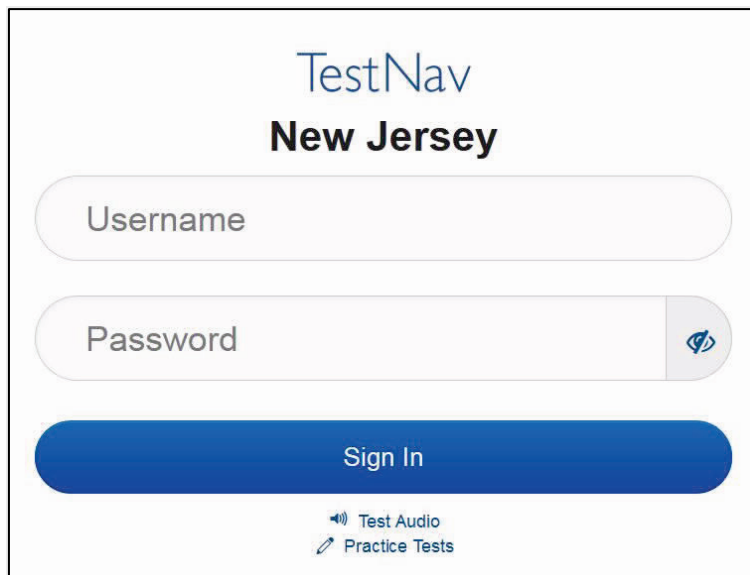 TestNav
New Jersey
Username
Password
Sign In
Test Audio
Practice Tests